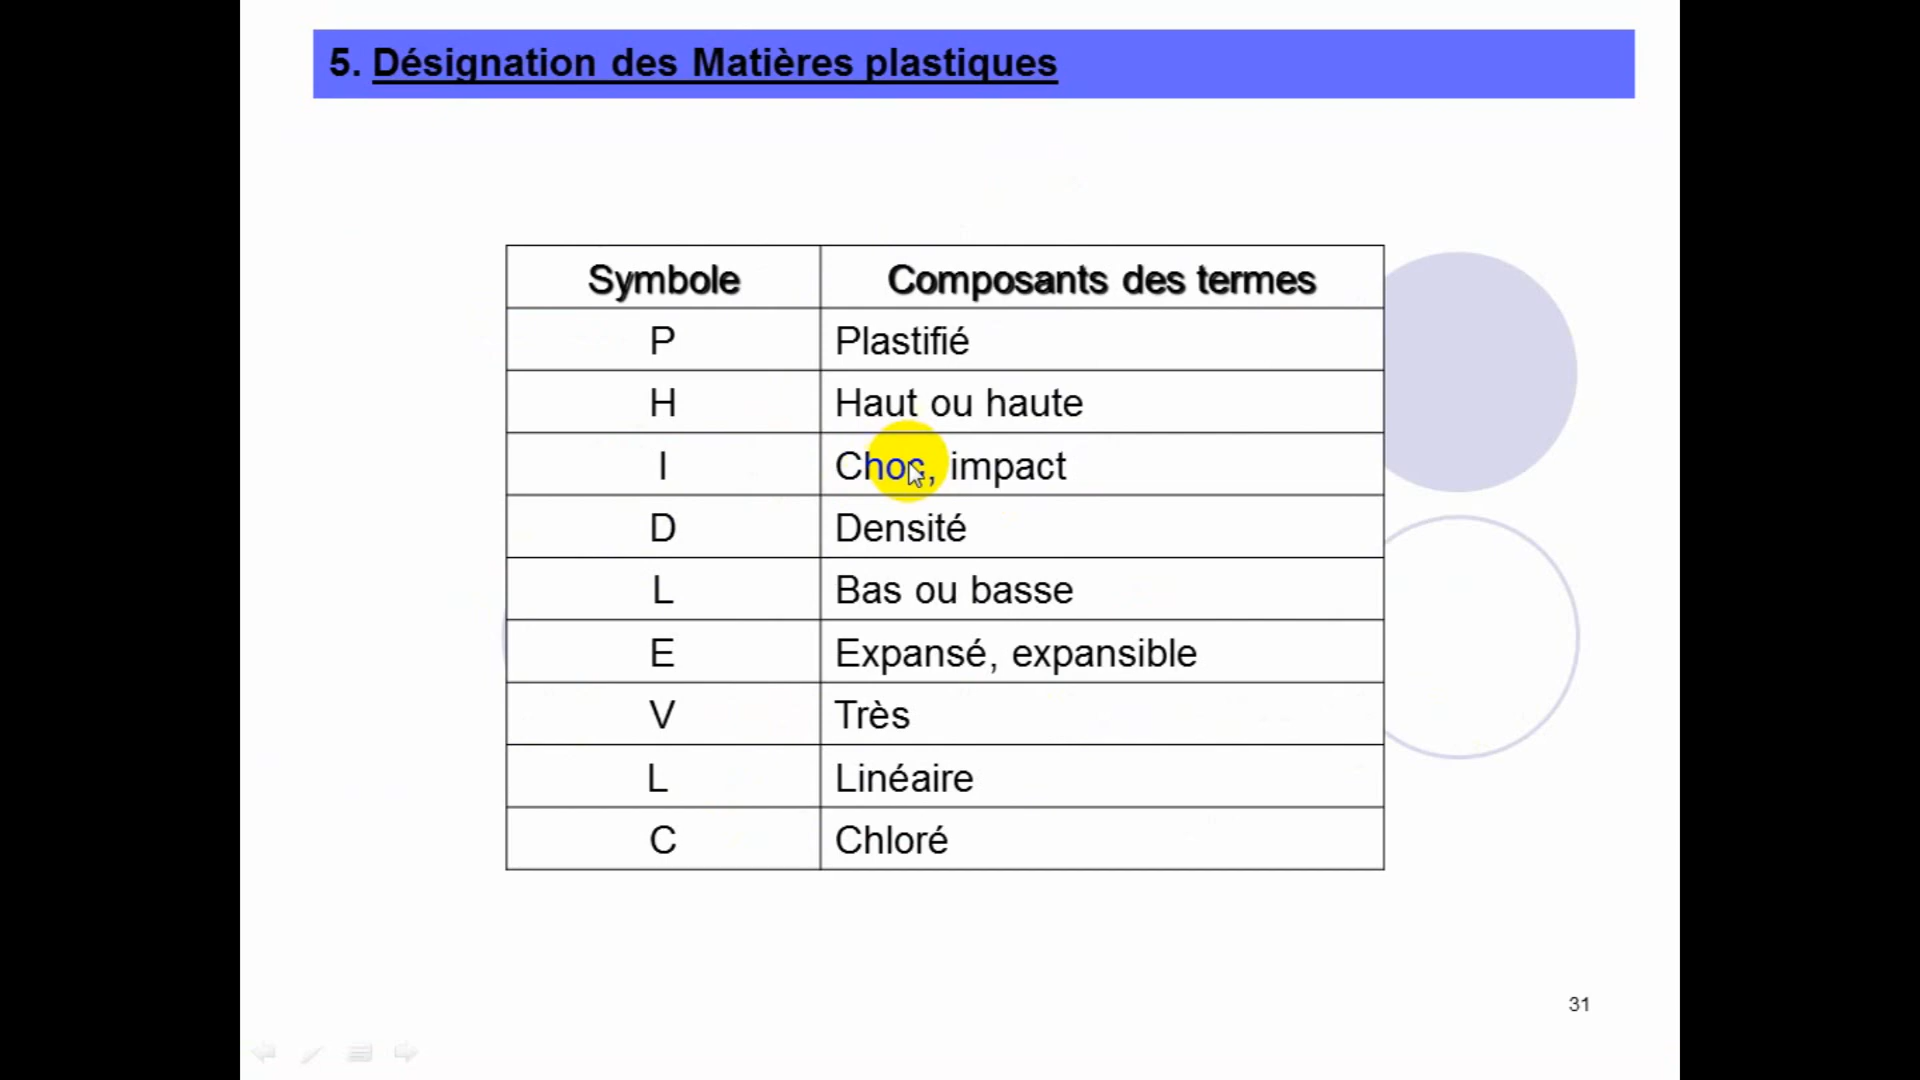 5. Désignation des Matières plastiques
Symbole Composants des termes
P Plastifié
H Haut ou haute
I Choc, impact
D Densité
L Bas ou basse
E Expansé, expansible
V Très
L Linéaire
C Chloré
31